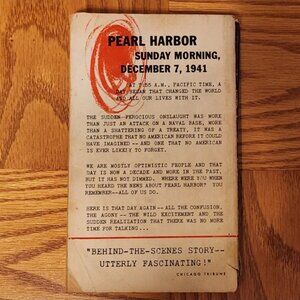 PEARL HARBOR
SUNDAY MORNING,
DECEMBER 7, 1941
AT 7:55 A.M., PACIFIC TIME, A
DAY BEGAN THAT CHANGED THE WORLD
AND ALL OUR LIVES WITH IT.
THE SUDDEN FEROCIOUS ONSLAUGHT WAS MORE
THAN JUST AN ATTACK ON A NAVAL BASE, MORE
THAN A SHATTERING OF A TREATY, IT WAS A
CATASTROPHE THAT NO AMERICAN BEFORE IT COULD
HAVE IMAGINED -- AND ONE THAT NO AMERICAN
IS EVER LIKELY TO FORGET.
WE ARE MOSTLY OPTIMISTIC PEOPLE AND THAT
DAY IS NOW A DECADE AND MORE IN THE PAST,
BUT IT HAS NOT DIMMED. WHERE WERE YOU WHEN
YOU HEARD THE NEWS ABOUT PEARL HARBOR? YOU
REMEMBER--ALL OF US DO.
HERE IS THAT DAY AGAIN -- ALL THE CONFUSION,
THE AGONY -- THE WILD EXCITEMENT AND THE
SUDDEN REALIZATION THAT THERE WAS NO MORE
TIME FOR TALKING...
"BEHIND-THE-SCENES STORY--
UTTERLY FASCINATING!"
CHICAGO TRIBUNE